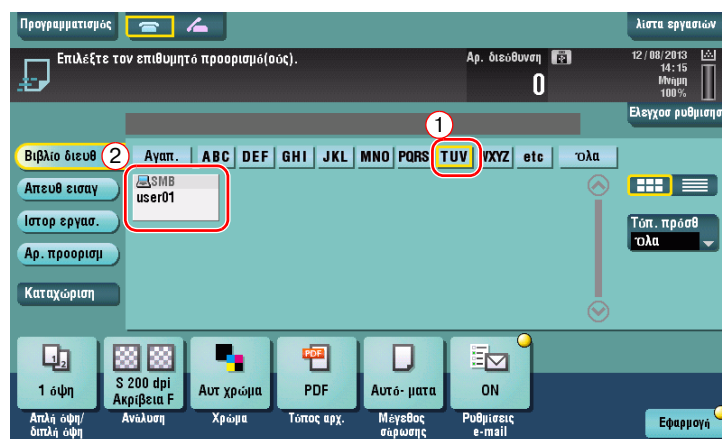 Προγραμματισμός
λίστα εργασιών
Επιλέξτε τον επιθυμητό προορισμό(ούς).
Αρ. διεύθυνση
0
12/08/2013
14:15
Μνήμη
100%
Ελεγχοσ ρυθμισησ
1
Βιβλίο διευθ
2
Αγαπ. ABC DEF GHI JKL MNO PQRS TUV WXYZ etc Όλα
Απευθ εισαγ
SMB
user01
Ιστορ εργασ.
Τύπ. πρόσθ
Όλα
Αρ. προορισμ
Καταχώριση
1 όψη
S 200 dpi
Ακρίβεια F
Αυτ χρώμα
PDF
Αυτό- ματα
ON
Απλή όψη/
διπλή όψη
Ανάλυση
Χρώμα
Τύπος αρχ.
Μέγεθος
σάρωσης
Ρυθμίσεις
e-mail
Εφαρμογή